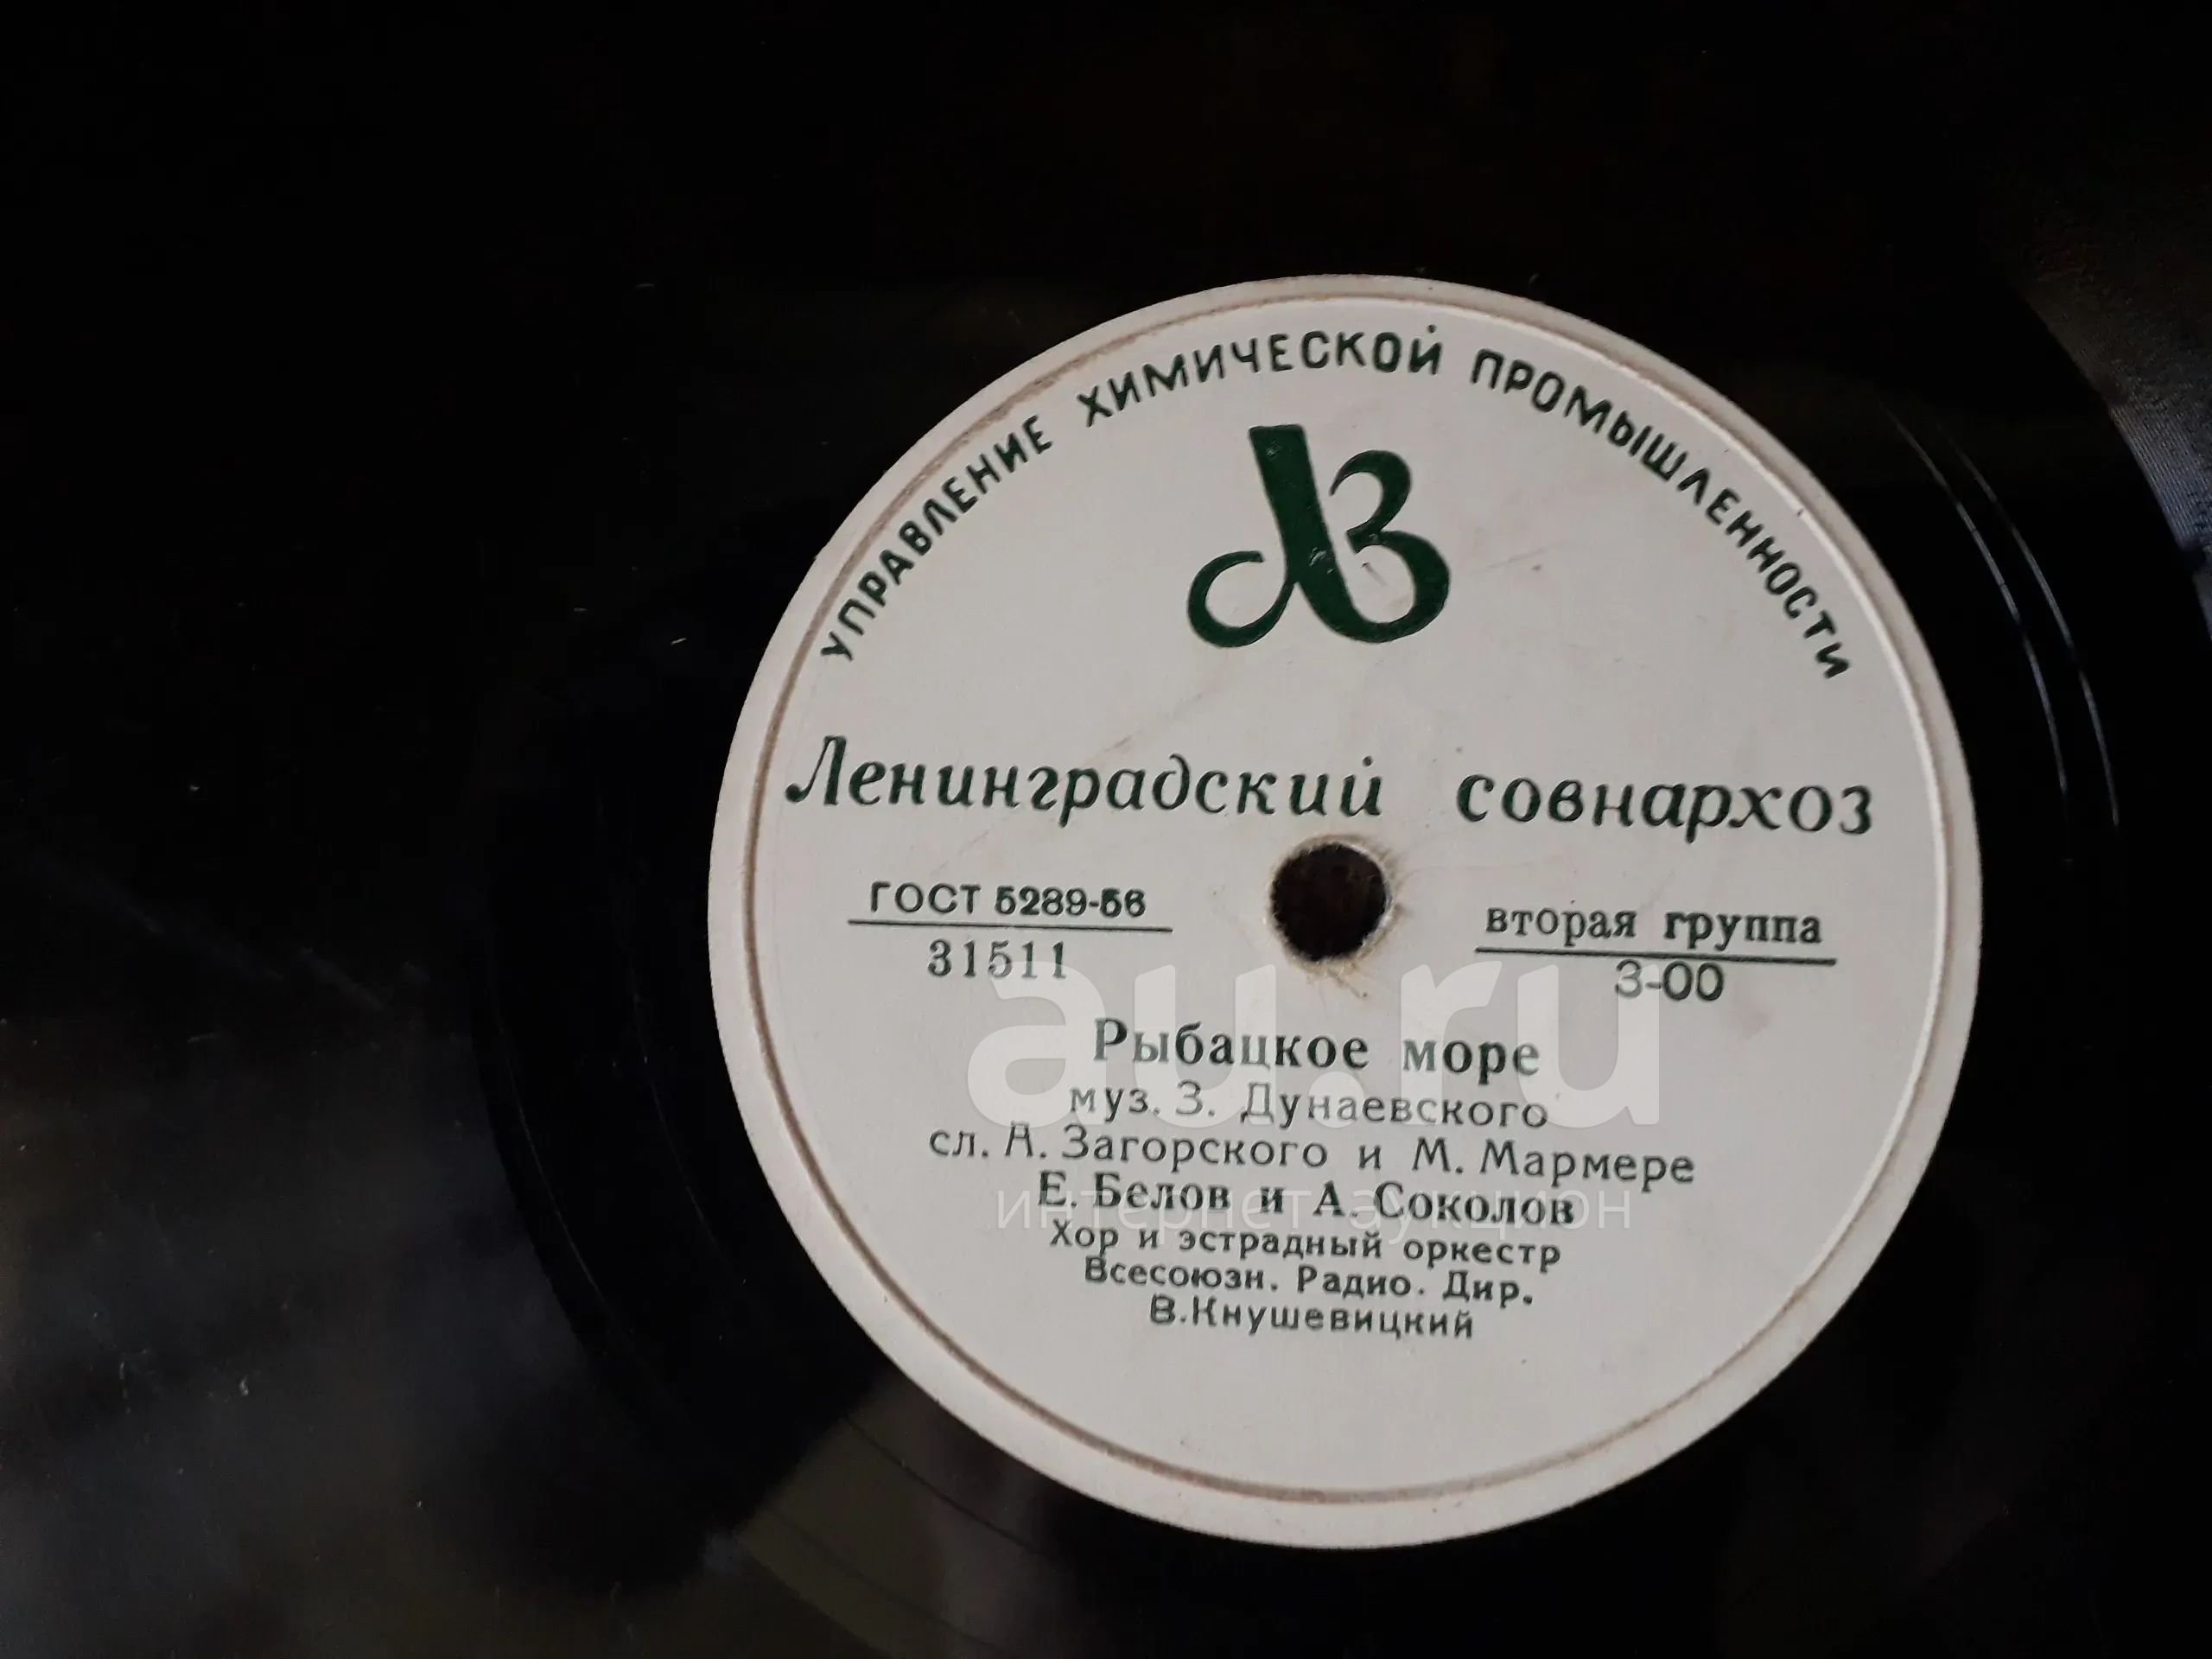 УПРАВЛЕНИЕ ХИМИЧЕСКОЙ ПРОМЫШЛЕННОСТИ
ЛЗ
Ленинградский совнархоз
ГОСТ 5289-56
31511
вторая группа
3-00
Рыбацкое море
муз. З. Дунаевского
сл. А. Загорского и М. Мармере
Е. Белов и А. Соколов
Хор и эстрадный оркестр
Всесоюзн. Радио. Дир.
В.Кнушевицкий
au.ru
интернет аукцион